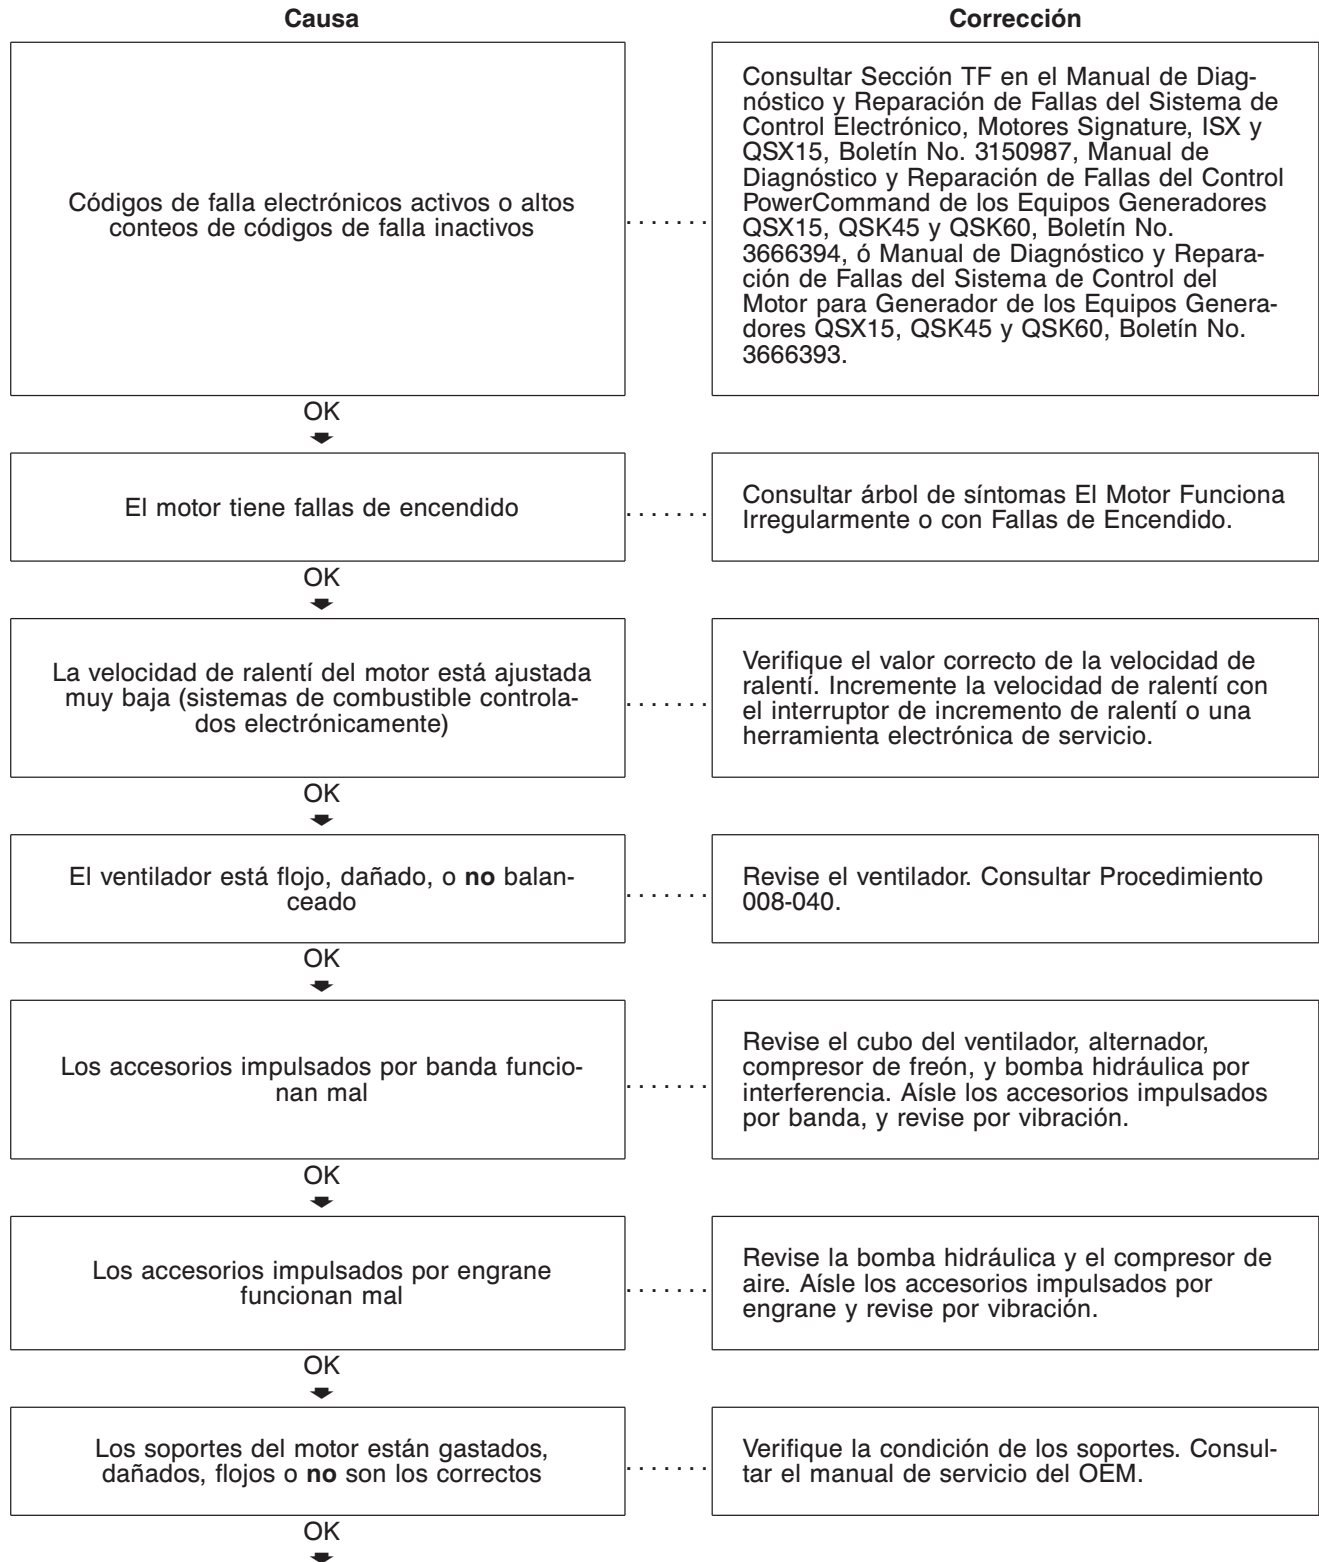 Causa
Corrección
Códigos de falla electrónicos activos o altos
conteos de códigos de falla inactivos
.......
Consultar Sección TF en el Manual de Diag-
nóstico y Reparación de Fallas del Sistema de
Control Electrónico, Motores Signature, ISX y
QSX15, Boletín No. 3150987, Manual de
Diagnóstico y Reparación de Fallas del Control
PowerCommand de los Equipos Generadores
QSX15, QSK45 y QSK60, Boletín No.
3666394, ó Manual de Diagnóstico y Repara-
ción de Fallas del Sistema de Control del
Motor para Generador de los Equipos Genera-
dores QSX15, QSK45 y QSK60, Boletín No.
3666393.
OK
El motor tiene fallas de encendido
.......
Consultar árbol de síntomas El Motor Funciona
Irregularmente o con Fallas de Encendido.
OK
La velocidad de ralentí del motor está ajustada
muy baja (sistemas de combustible controla-
dos electrónicamente)
.......
Verifique el valor correcto de la velocidad de
ralentí. Incremente la velocidad de ralentí con
el interruptor de incremento de ralentí o una
herramienta electrónica de servicio.
OK
El ventilador está flojo, dañado, o no balan-
ceado
.......
Revise el ventilador. Consultar Procedimiento
008-040.
OK
Los accesorios impulsados por banda funcio-
nan mal
.......
Revise el cubo del ventilador, alternador,
compresor de freón, y bomba hidráulica por
interferencia. Aísle los accesorios impulsados
por banda, y revise por vibración.
OK
Los accesorios impulsados por engrane
funcionan mal
.......
Revise la bomba hidráulica y el compresor de
aire. Aísle los accesorios impulsados por
engrane y revise por vibración.
OK
Los soportes del motor están gastados,
dañados, flojos o no son los correctos
.......
Verifique la condición de los soportes. Consul-
tar el manual de servicio del OEM.
OK